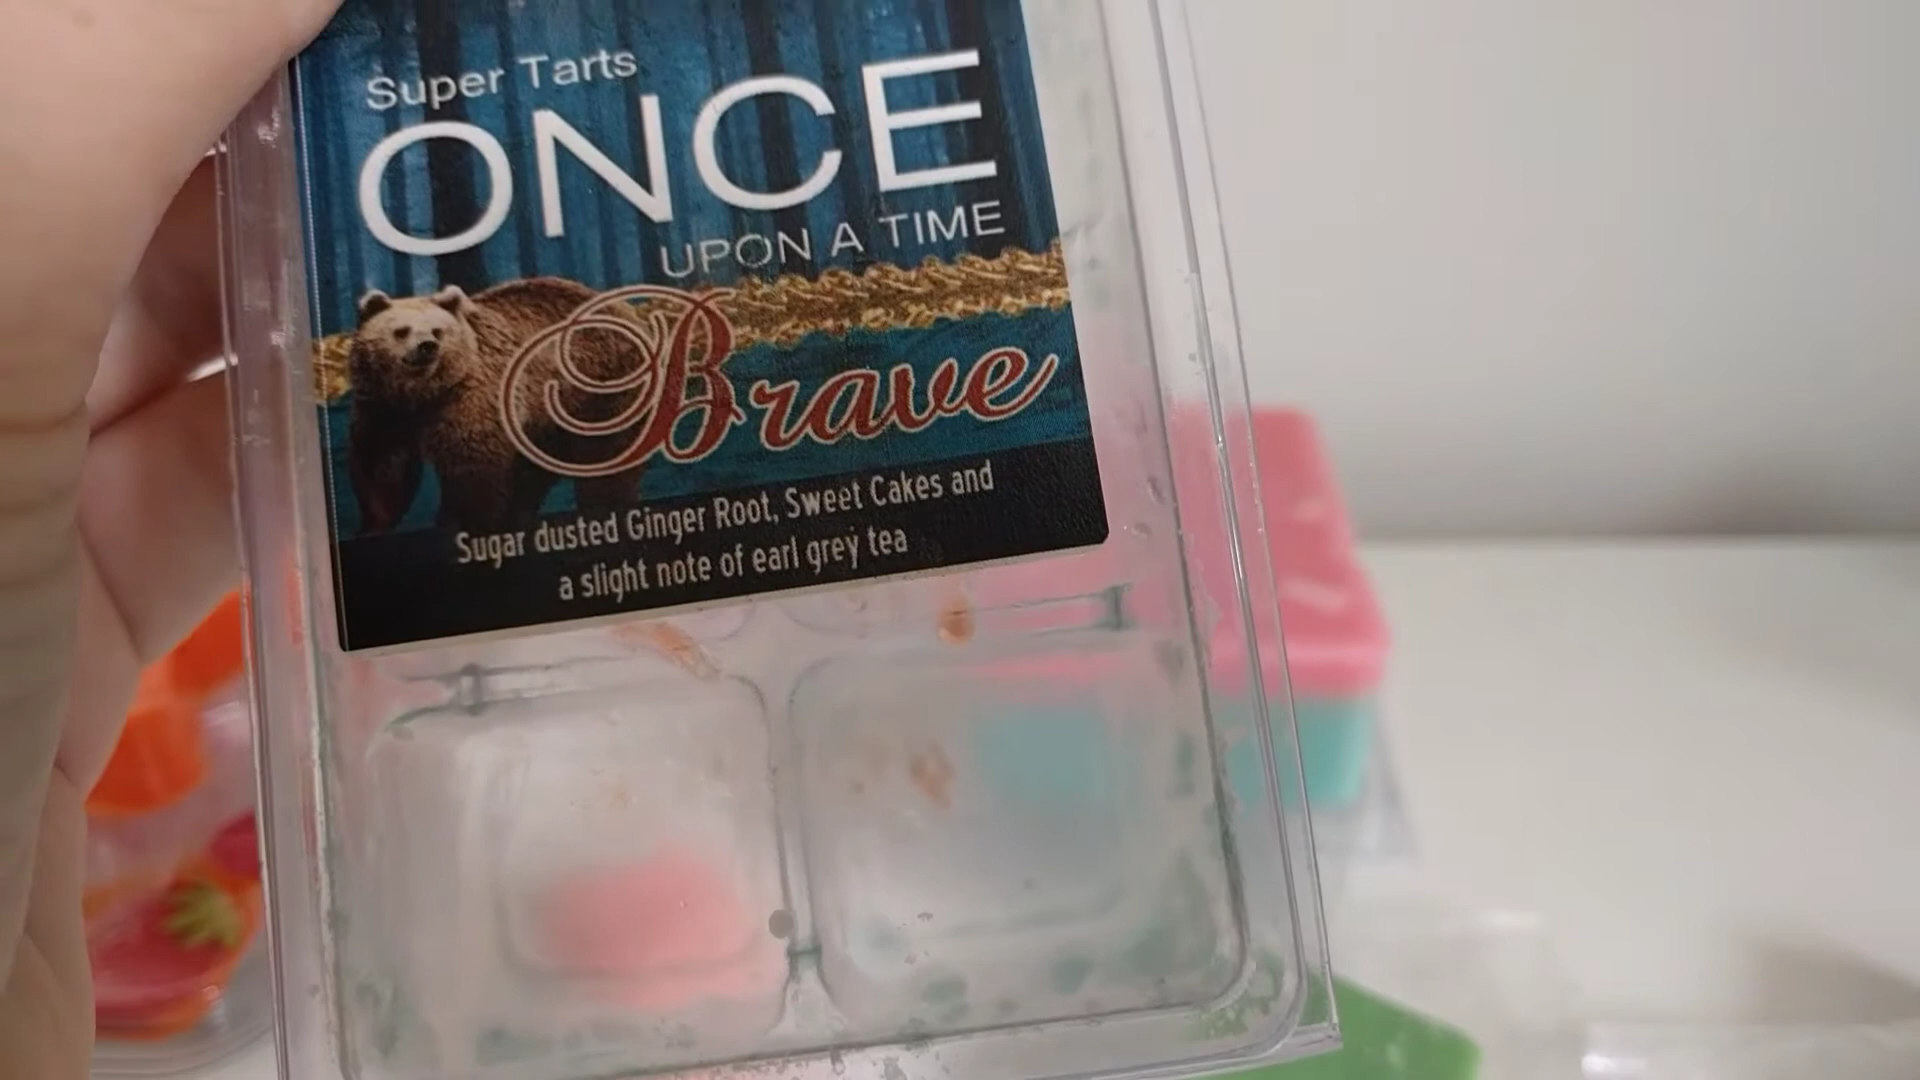 Super Tarts
ONCE
UPON A TIME
Brave
Sugar dusted Ginger Root, Sweet Cakes and
a slight note of earl grey tea